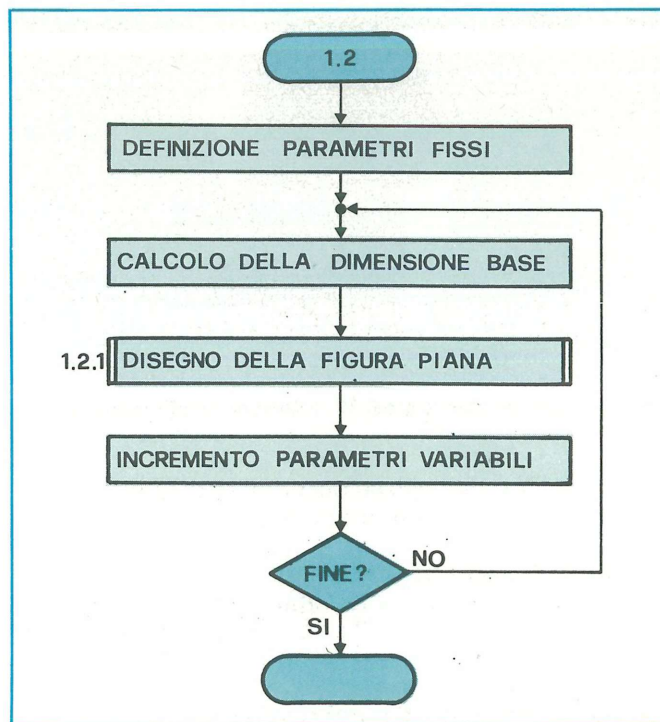 1.2
DEFINIZIONE PARAMETRI FISSI
CALCOLO DELLA DIMENSIONE BASE
1.2.1 DISEGNO DELLA FIGURA PIANA
INCREMENTO PARAMETRI VARIABILI
FINE?
NO
SI